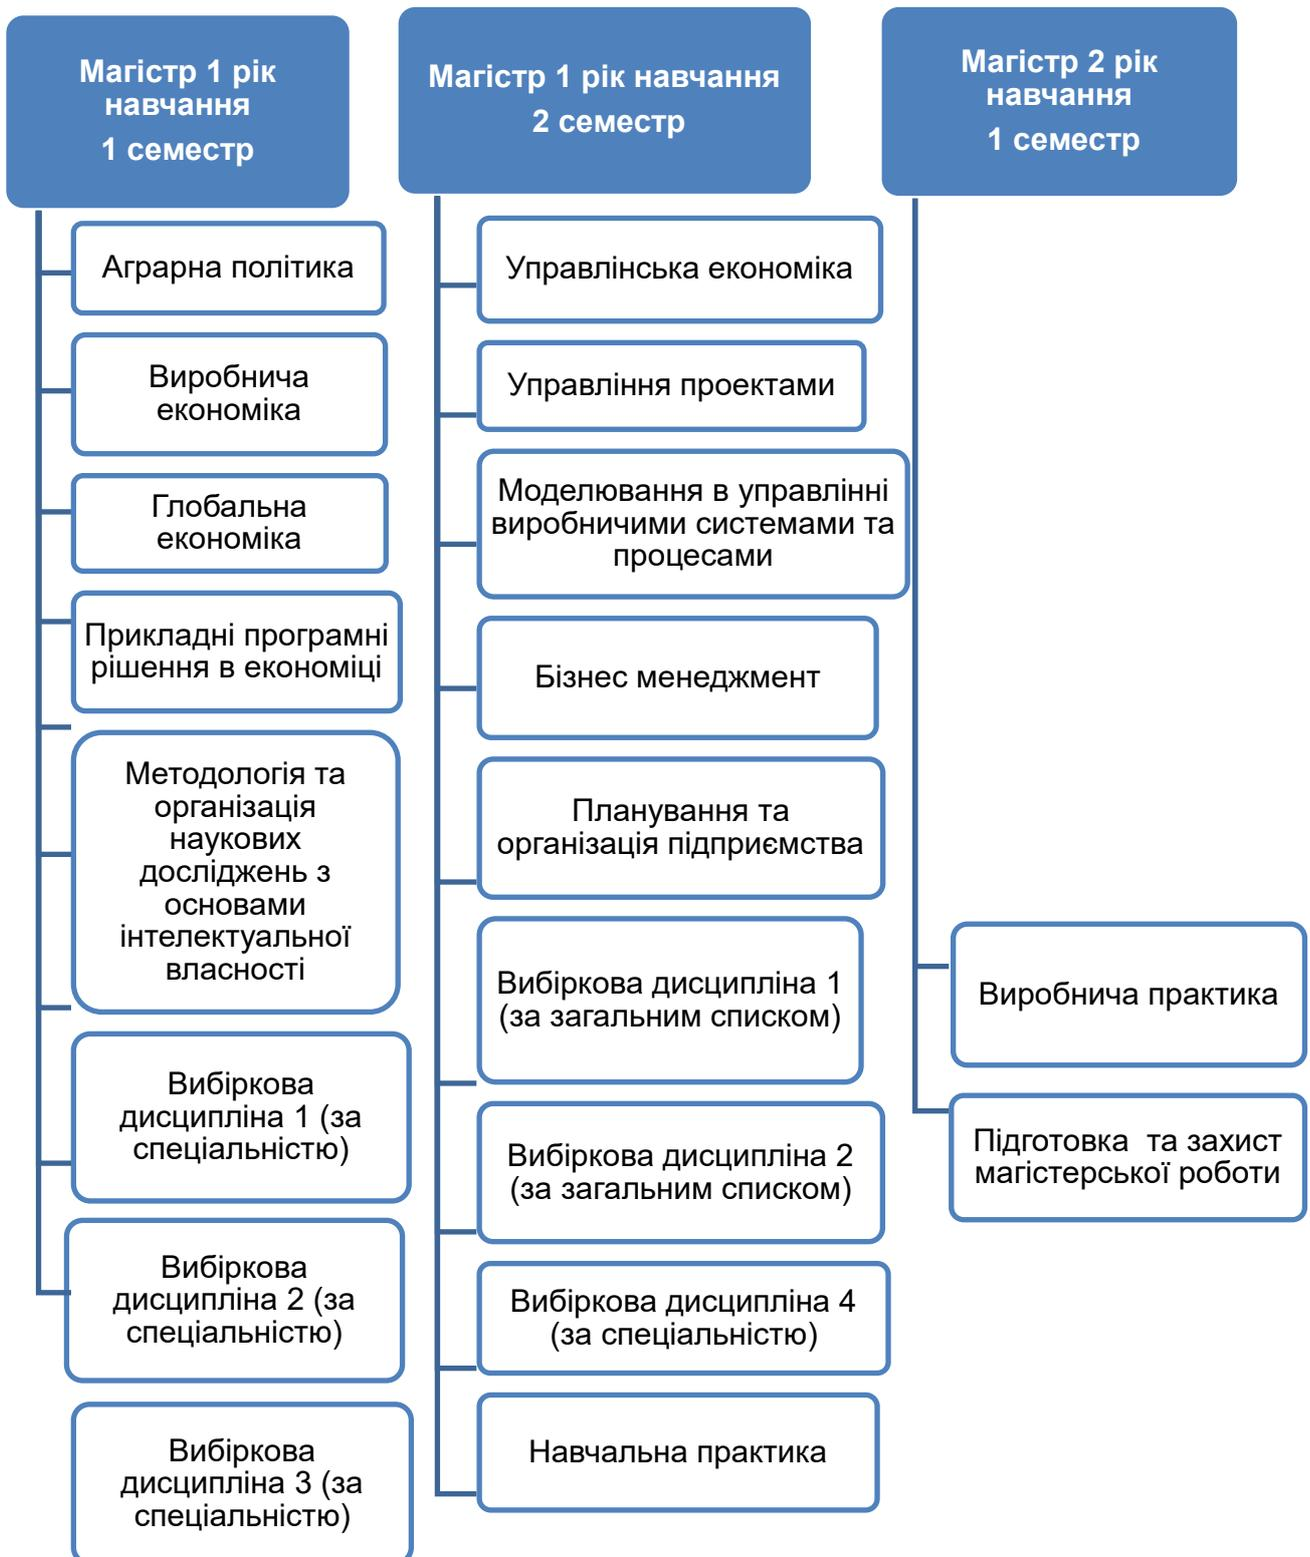 Магістр 1 рік
навчання
1 семестр
Аграрна політика
Виробнича
економіка
Глобальна
економіка
Прикладні програмні
рішення в економіці
Методологія та
організація
наукових
досліджень з
основами
інтелектуальної
власності
Вибіркова
дисципліна 1 (за
спеціальністю)
Вибіркова
дисципліна 2 (за
спеціальністю)
Вибіркова
дисципліна 3 (за
спеціальністю)
Магістр 1 рік навчання
2 семестр
Управлінська економіка
Управління проектами
Моделювання в управлінні
виробничими системами та
процесами
Бізнес менеджмент
Планування та
організація підприємства
Вибіркова дисципліна 1
(за загальним списком)
Вибіркова дисципліна 2
(за загальним списком)
Вибіркова дисципліна 4
(за спеціальністю)
Навчальна практика
Магістр 2 рік
навчання
1 семестр
Виробнича практика
Підготовка  та захист
магістерської роботи